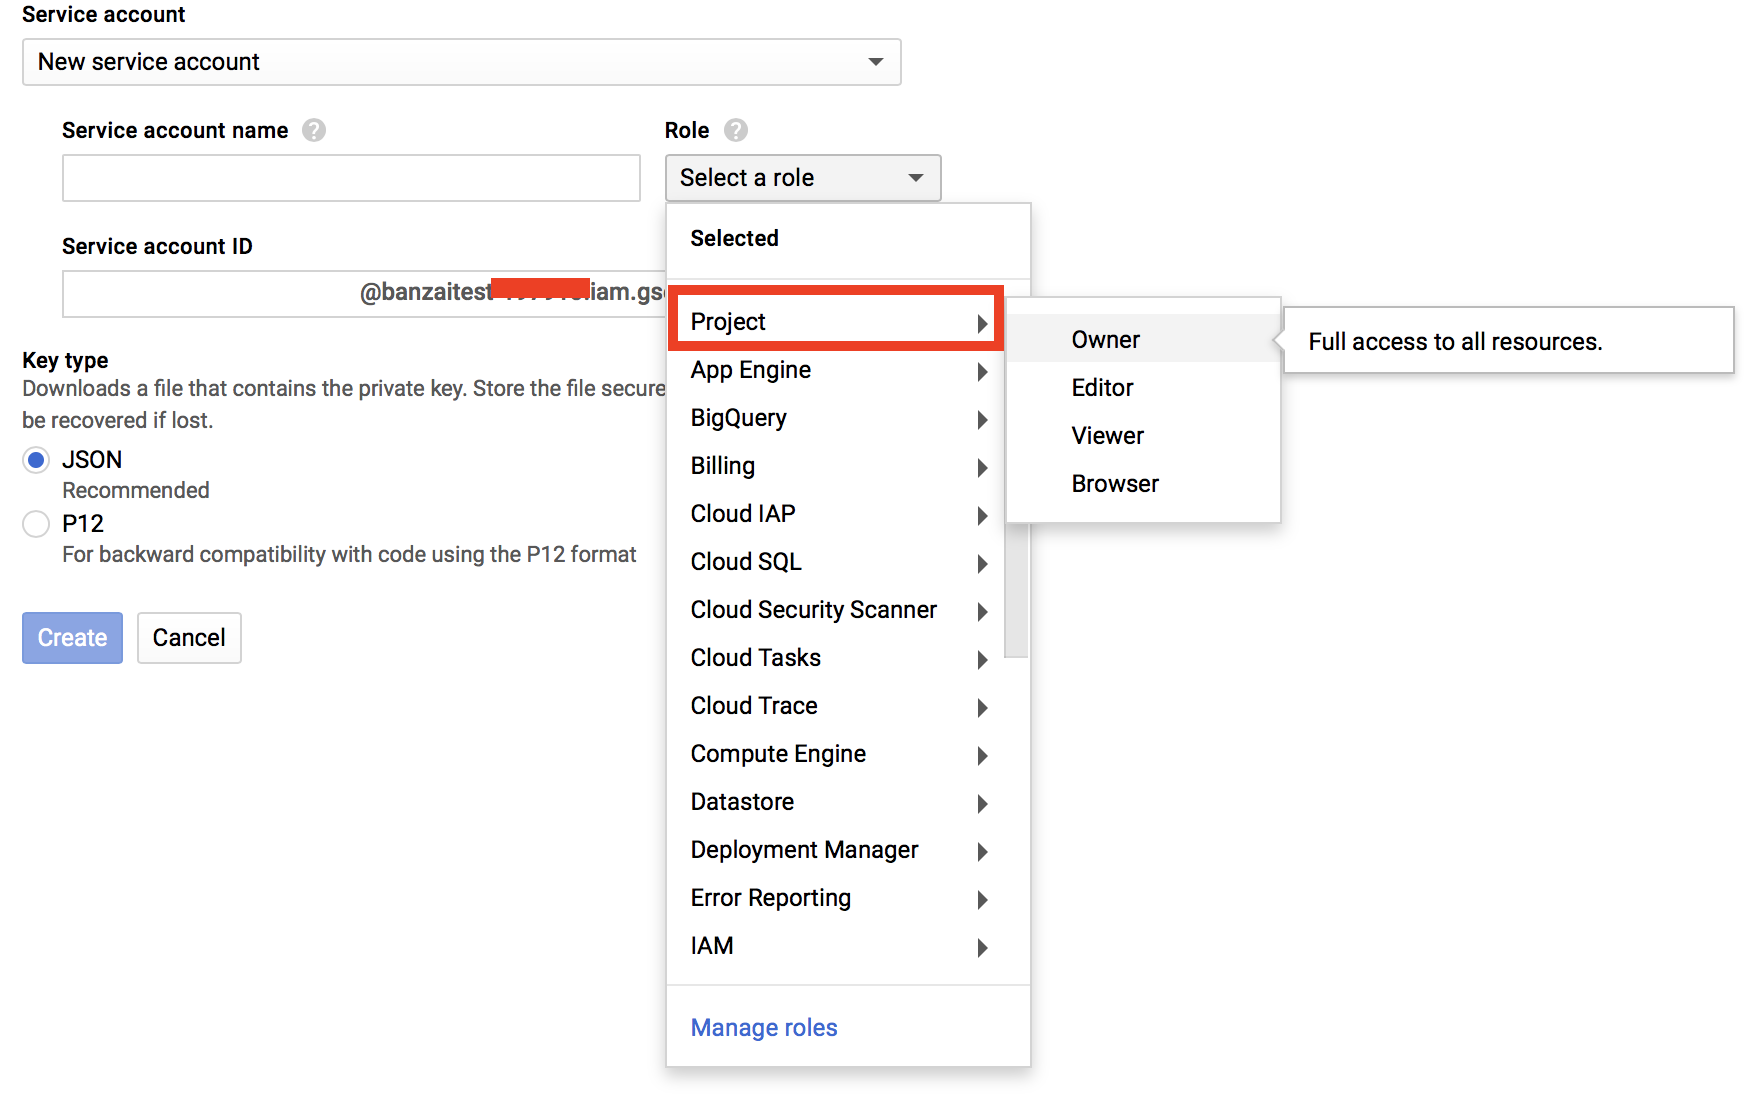 Service account
New service account
Service account name
Role
Select a role
Selected
Service account ID
@banzaitest
iam.gse
Project
Owner
Full access to all resources.
Editor
Viewer
Browser
Key type
Downloads a file that contains the private key. Store the file secure
be recovered if lost.
JSON
Recommended
P12
For backward compatibility with code using the P12 format
Create
Cancel
App Engine
BigQuery
Billing
Cloud IAP
Cloud SQL
Cloud Security Scanner
Cloud Tasks
Cloud Trace
Compute Engine
Datastore
Deployment Manager
Error Reporting
IAM
Manage roles